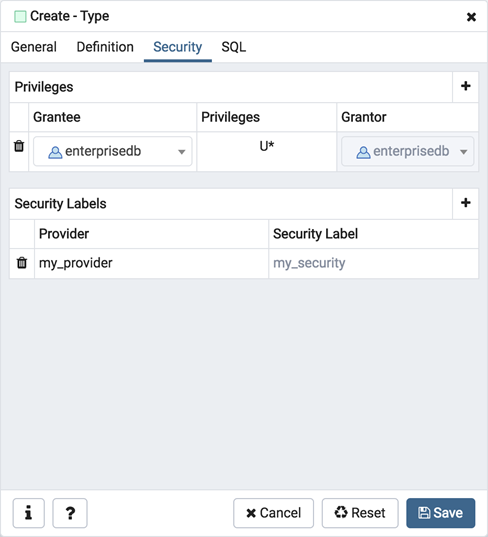 Create - Type
General Definition Security SQL
Privileges
Grantee Privileges Grantor
enterprisedb U* enterprisedb
Security Labels
Provider Security Label
my_provider my_security
i ? Cancel Reset Save